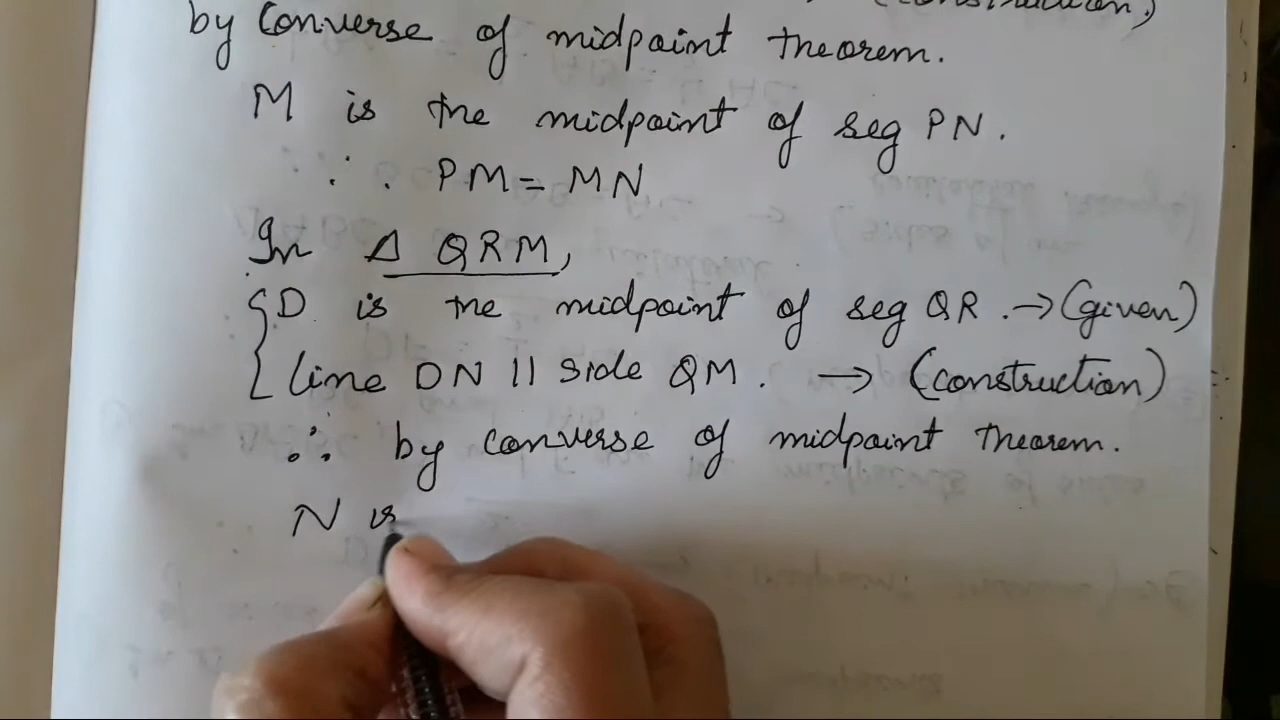 (construction)
by converse of midpoint theorem.
M is the midpoint of seg PN.
∴ PM = MN
In Δ QRM,
D is the midpoint of seg QR. → (given)
line DN || side QM. → (construction)
∴ by converse of midpoint theorem.
N is